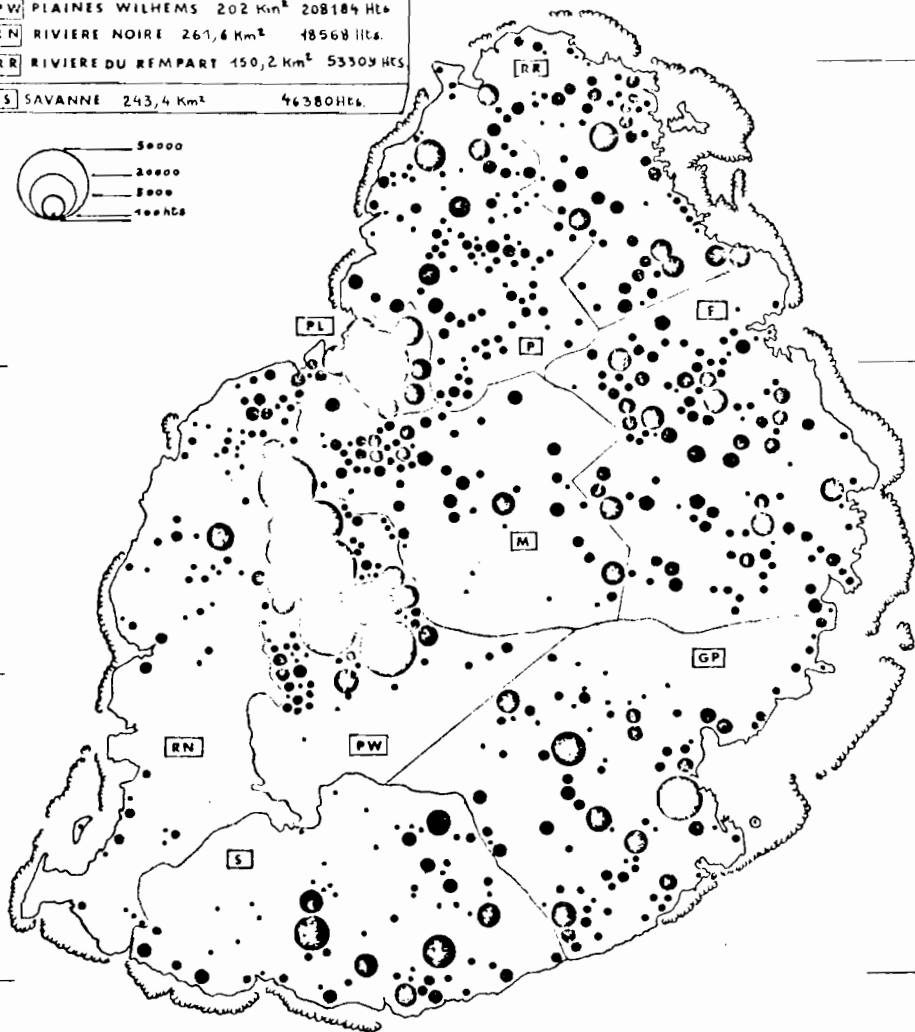 PW PLAINES WILHEMS 202 Km² 208184 Hts
RN RIVIERE NOIRE 261,6 Km² 18568 Hts.
RR RIVIERE DU REMPART 150,2 Km² 53309 Hts.
S SAVANNE 243,4 Km² 46380 Hts.
50000
20000
5000
100 hts
RR
PL
F
P
M
GP
RN
PW
S